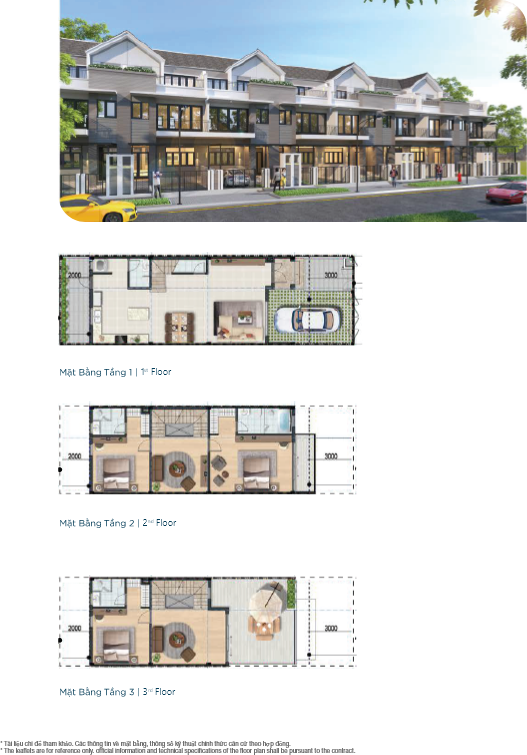 2000
3000
Mặt Bằng Tầng 1 | 1st Floor
2000
3000
Mặt Bằng Tầng 2 | 2nd Floor
2000
3000
Mặt Bằng Tầng 3 | 3rd Floor
* Tài liệu chỉ để tham khảo. Các thông tin về mặt bằng, thông số kỹ thuật chính thức căn cứ theo hợp đồng.
* The leaflets are for reference only, official information and technical specifications of the floor plan shall be pursuant to the contract.